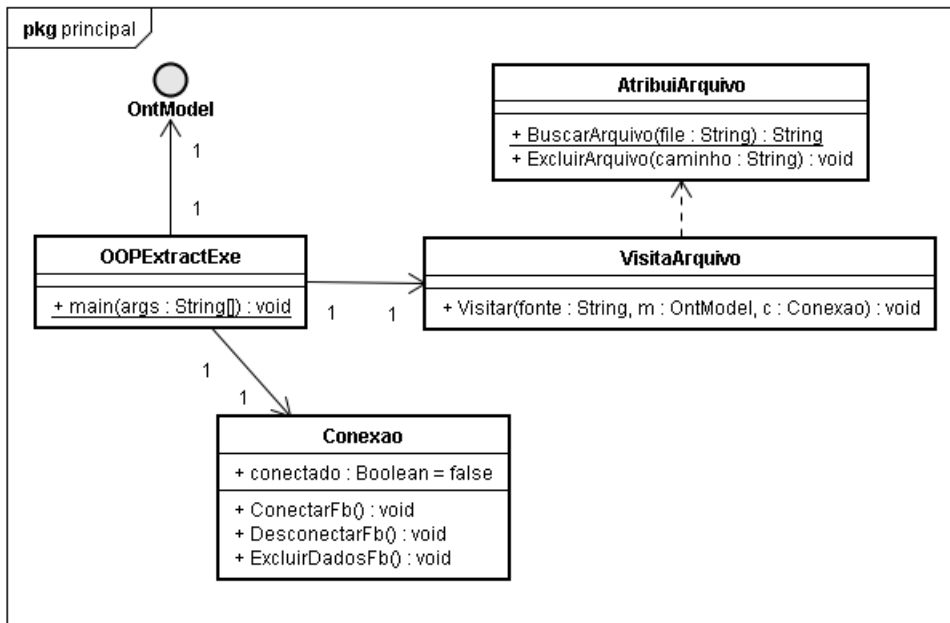 pkg principal
OntModel
1
1
AtribuiArquivo
+ BuscarArquivo(file : String) : String
+ ExcluirArquivo(caminho : String) : void
OOPExtractExe
+ main(args : String[]) : void
1
1
VisitaArquivo
+ Visitar(fonte : String, m : OntModel, c : Conexao) : void
1
1
Conexao
+ conectado : Boolean = false
+ ConectarFb() : void
+ DesconectarFb() : void
+ ExcluirDadosFb() : void